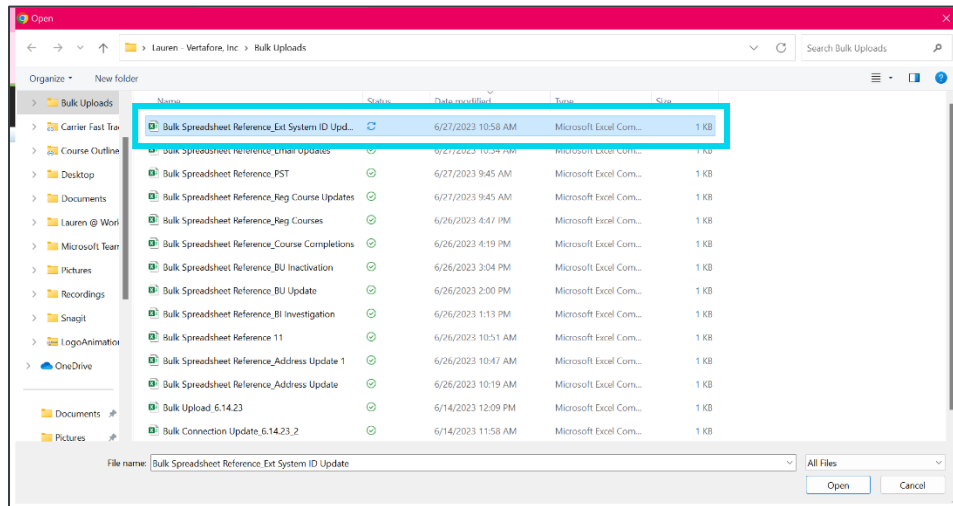 Open
Lauren - Vertafore, Inc > Bulk Uploads
Search Bulk Uploads
Organize
New folder
Name Status Date modified Type Size
Bulk Uploads
Carrier Fast Tra
Course Outline
Desktop
Documents
Lauren @ Work
Microsoft Team
Pictures
Recordings
Snagit
LogoAnimation
OneDrive
Documents
Pictures
Bulk Spreadsheet Reference_Ext System ID Upd... 6/27/2023 10:58 AM Microsoft Excel Com... 1 KB
Bulk Spreadsheet Reference_Email Updates 6/27/2023 10:54 AM Microsoft Excel Com... 1 KB
Bulk Spreadsheet Reference_PST 6/27/2023 9:45 AM Microsoft Excel Com... 1 KB
Bulk Spreadsheet Reference_Reg Course Updates 6/27/2023 9:45 AM Microsoft Excel Com... 1 KB
Bulk Spreadsheet Reference_Reg Courses 6/26/2023 4:47 PM Microsoft Excel Com... 1 KB
Bulk Spreadsheet Reference_Course Completions 6/26/2023 4:19 PM Microsoft Excel Com... 1 KB
Bulk Spreadsheet Reference_BU Inactivation 6/26/2023 3:04 PM Microsoft Excel Com... 1 KB
Bulk Spreadsheet Reference_BU Update 6/26/2023 2:00 PM Microsoft Excel Com... 1 KB
Bulk Spreadsheet Reference_BI Investigation 6/26/2023 1:13 PM Microsoft Excel Com... 1 KB
Bulk Spreadsheet Reference 11 6/26/2023 10:51 AM Microsoft Excel Com... 1 KB
Bulk Spreadsheet Reference_Address Update 1 6/26/2023 10:47 AM Microsoft Excel Com... 1 KB
Bulk Spreadsheet Reference_Address Update 6/26/2023 10:19 AM Microsoft Excel Com... 1 KB
Bulk Upload_6.14.23 6/14/2023 12:09 PM Microsoft Excel Com... 1 KB
Bulk Connection Update_6.14.23_2 6/14/2023 11:58 AM Microsoft Excel Com... 1 KB
File name: Bulk Spreadsheet Reference_Ext System ID Update
All Files
Open
Cancel